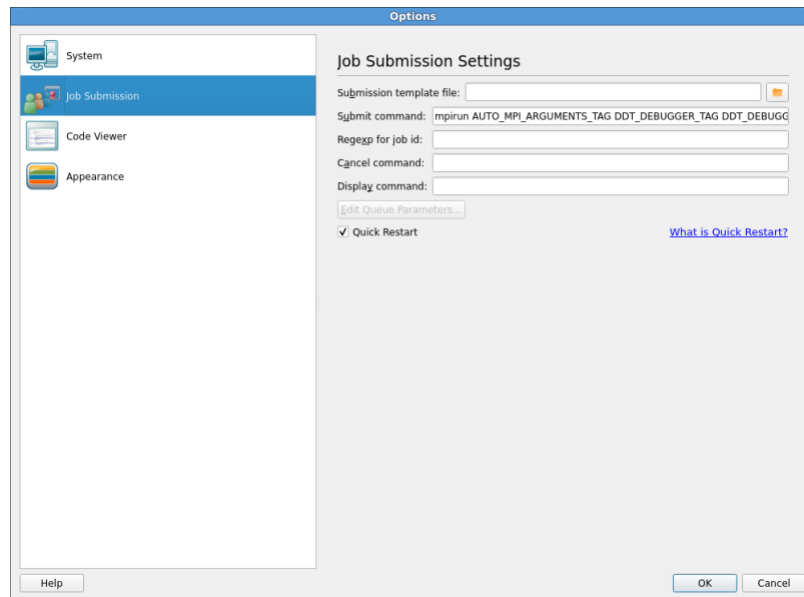 Options
System
Job Submission
Code Viewer
Appearance
Job Submission Settings
Submission template file:
Submit command: mpirun AUTO_MPI_ARGUMENTS_TAG DDT_DEBUGGER_TAG DDT_DEBUGG
Regexp for job id:
Cancel command:
Display command:
Edit Queue Parameters...
Quick Restart What is Quick Restart?
Help OK Cancel